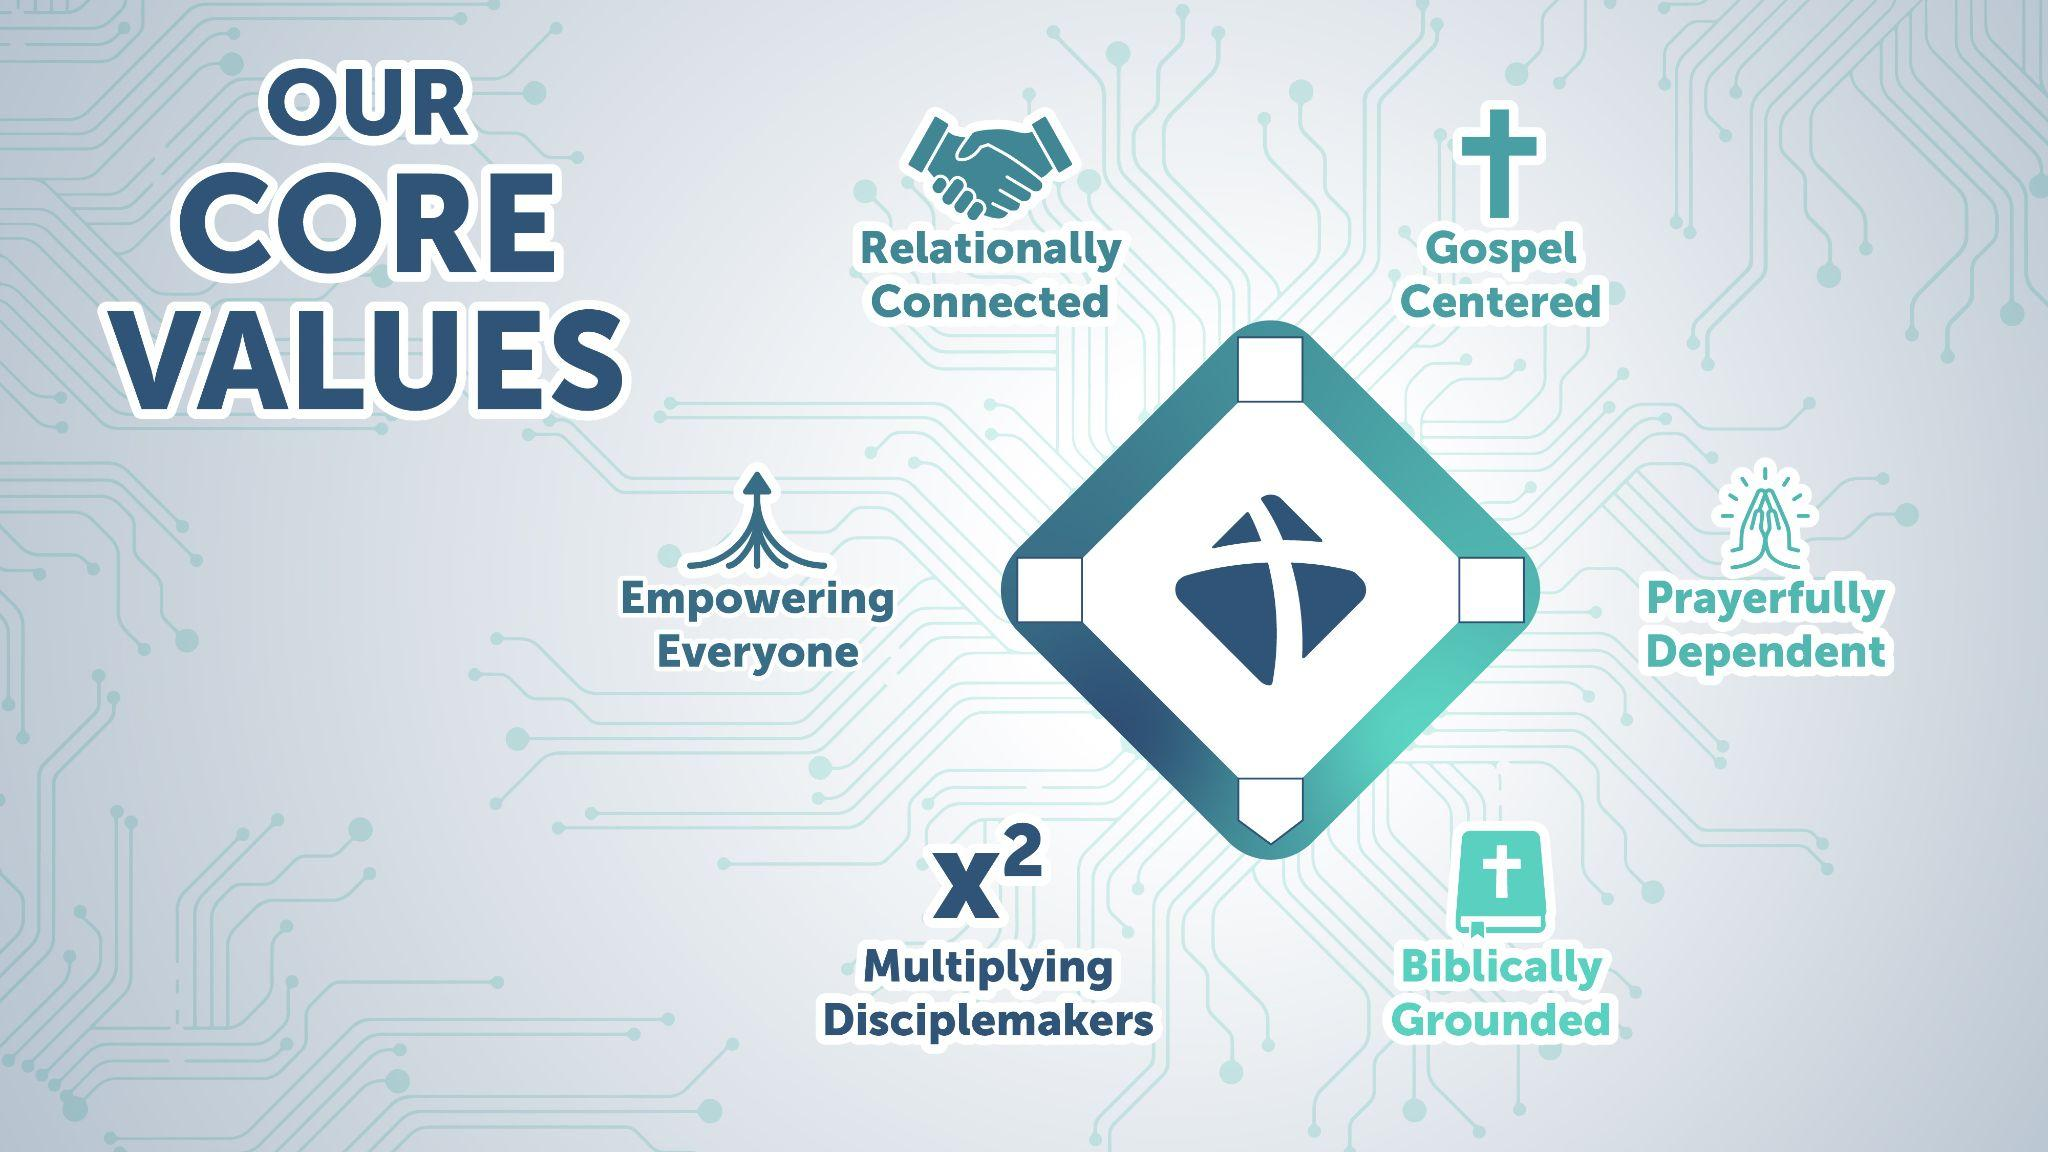 OUR
CORE
VALUES
Relationally
Connected
Gospel
Centered
Empowering
Everyone
Prayerfully
Dependent
x²
Multiplying
Disciplemakers
Biblically
Grounded